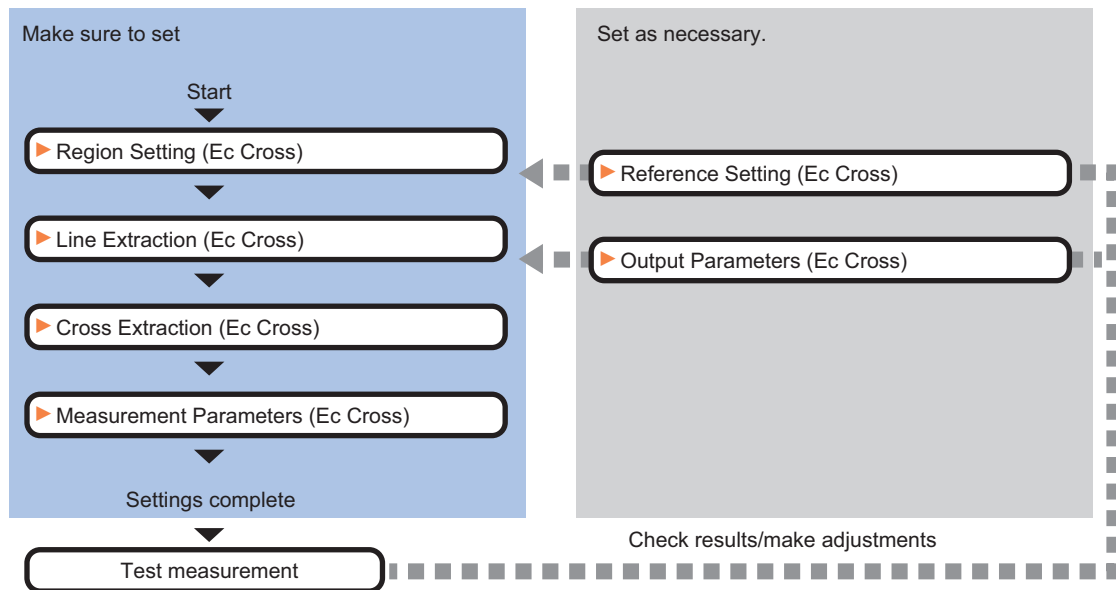 Make sure to set
Start
Region Setting (Ec Cross)
Line Extraction (Ec Cross)
Cross Extraction (Ec Cross)
Measurement Parameters (Ec Cross)
Settings complete
Test measurement
Set as necessary.
Reference Setting (Ec Cross)
Output Parameters (Ec Cross)
Check results/make adjustments